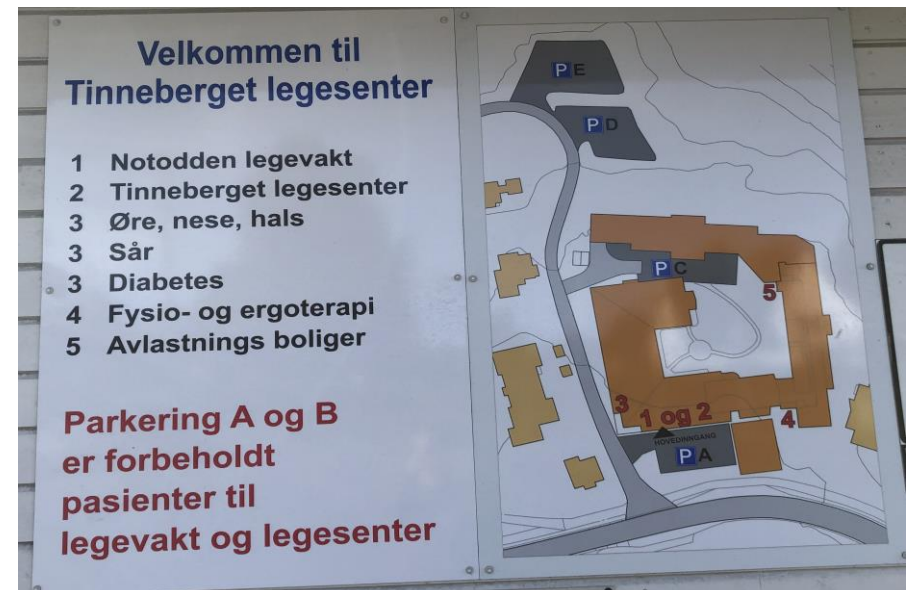 Velkommen til
Tinneberget legesenter
1 Notodden legevakt
2 Tinneberget legesenter
3 Øre, nese, hals
3 Sår
3 Diabetes
4 Fysio- og ergoterapi
5 Avlastnings boliger
Parkering A og B
er forbeholdt
pasienter til
legevakt og legesenter
P E
P D
P C
5
3
1 og 2
4
HOVEDINNGANG
P A